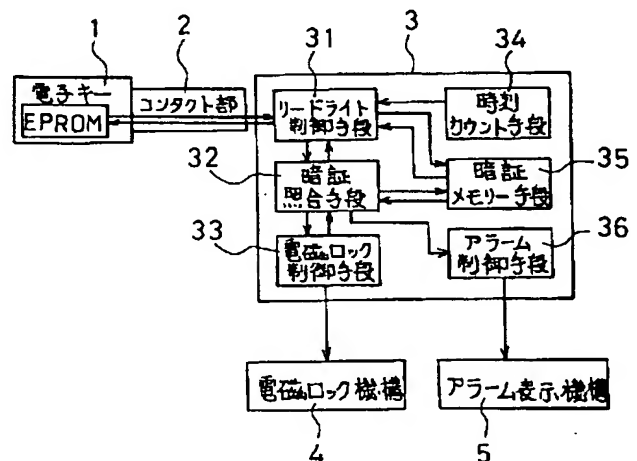 1
2
31
3
34
電子キー
EPROM
コンタクト部
リードライト
制御手段
時刻
カウント手段
32
暗証
照合手段
暗証
メモリー手段
35
33
電磁ロック
制御手段
アラーム
制御手段
36
電磁ロック機構
アラーム表示機構
4
5